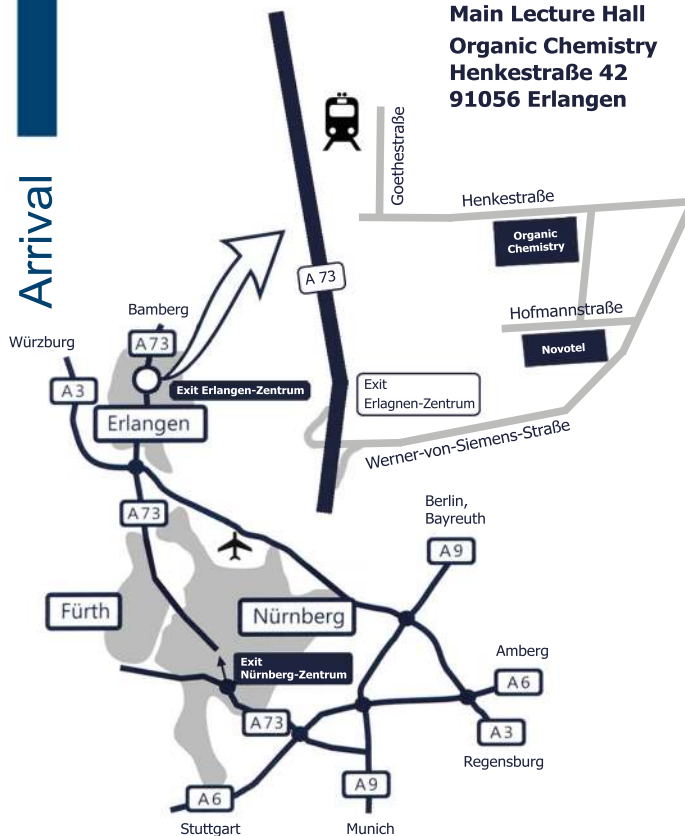 Main Lecture Hall
Organic Chemistry
Henkestraße 42
91056 Erlangen
Arrival
Goethestraße
Henkestraße
Organic
Chemistry
A 73
Hofmannstraße
Novotel
Exit
Erlagnen-Zentrum
Werner-von-Siemens-Straße
Bamberg
A73
Würzburg
A3
Exit Erlangen-Zentrum
Erlangen
A73
Berlin,
Bayreuth
A9
Fürth
Nürnberg
Exit
Nürnberg-Zentrum
Amberg
A6
A73
A3
Regensburg
A9
A6
Stuttgart
Munich